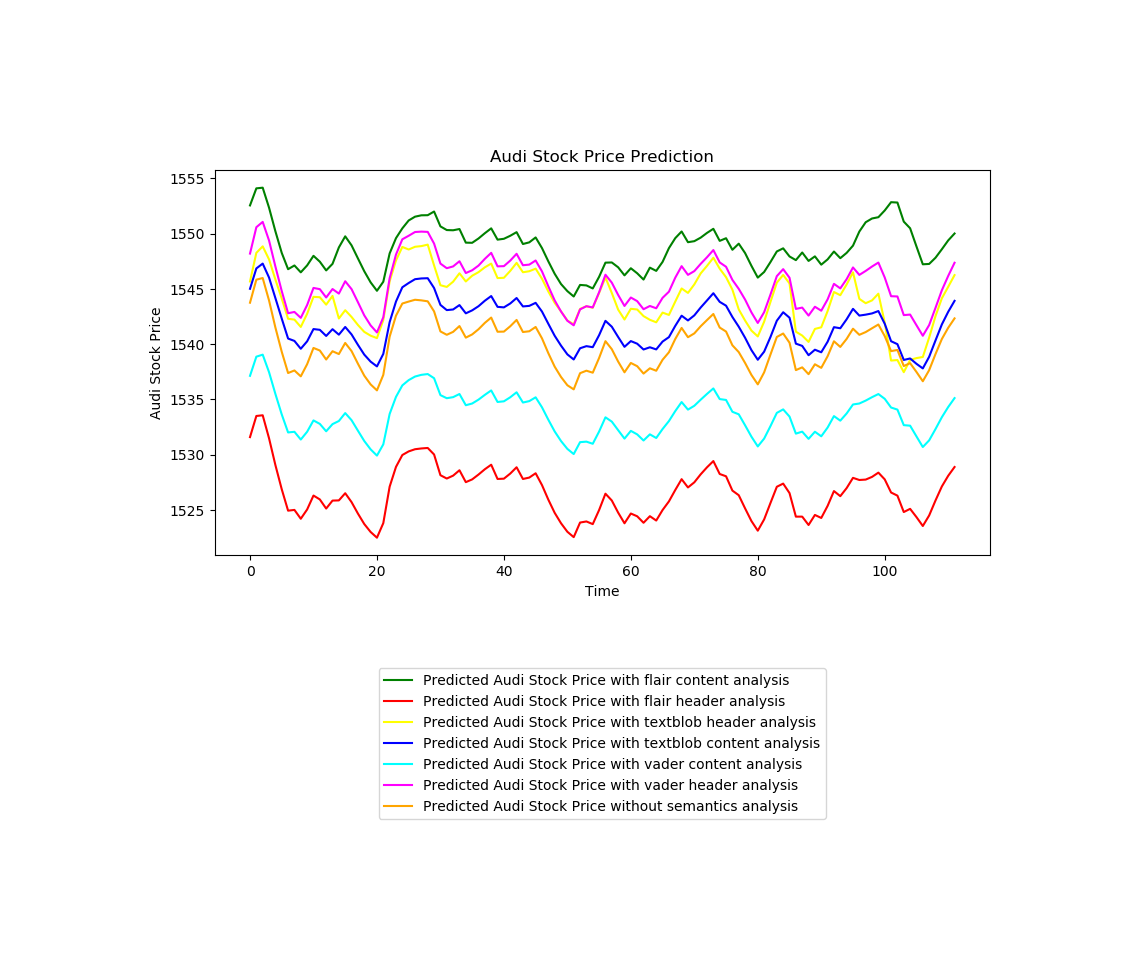 Audi Stock Price Prediction
1555
1550
1545
1540
1535
1530
1525
Audi Stock Price
0 20 40 60 80 100
Time
Predicted Audi Stock Price with flair content analysis
Predicted Audi Stock Price with flair header analysis
Predicted Audi Stock Price with textblob header analysis
Predicted Audi Stock Price with textblob content analysis
Predicted Audi Stock Price with vader content analysis
Predicted Audi Stock Price with vader header analysis
Predicted Audi Stock Price without semantics analysis